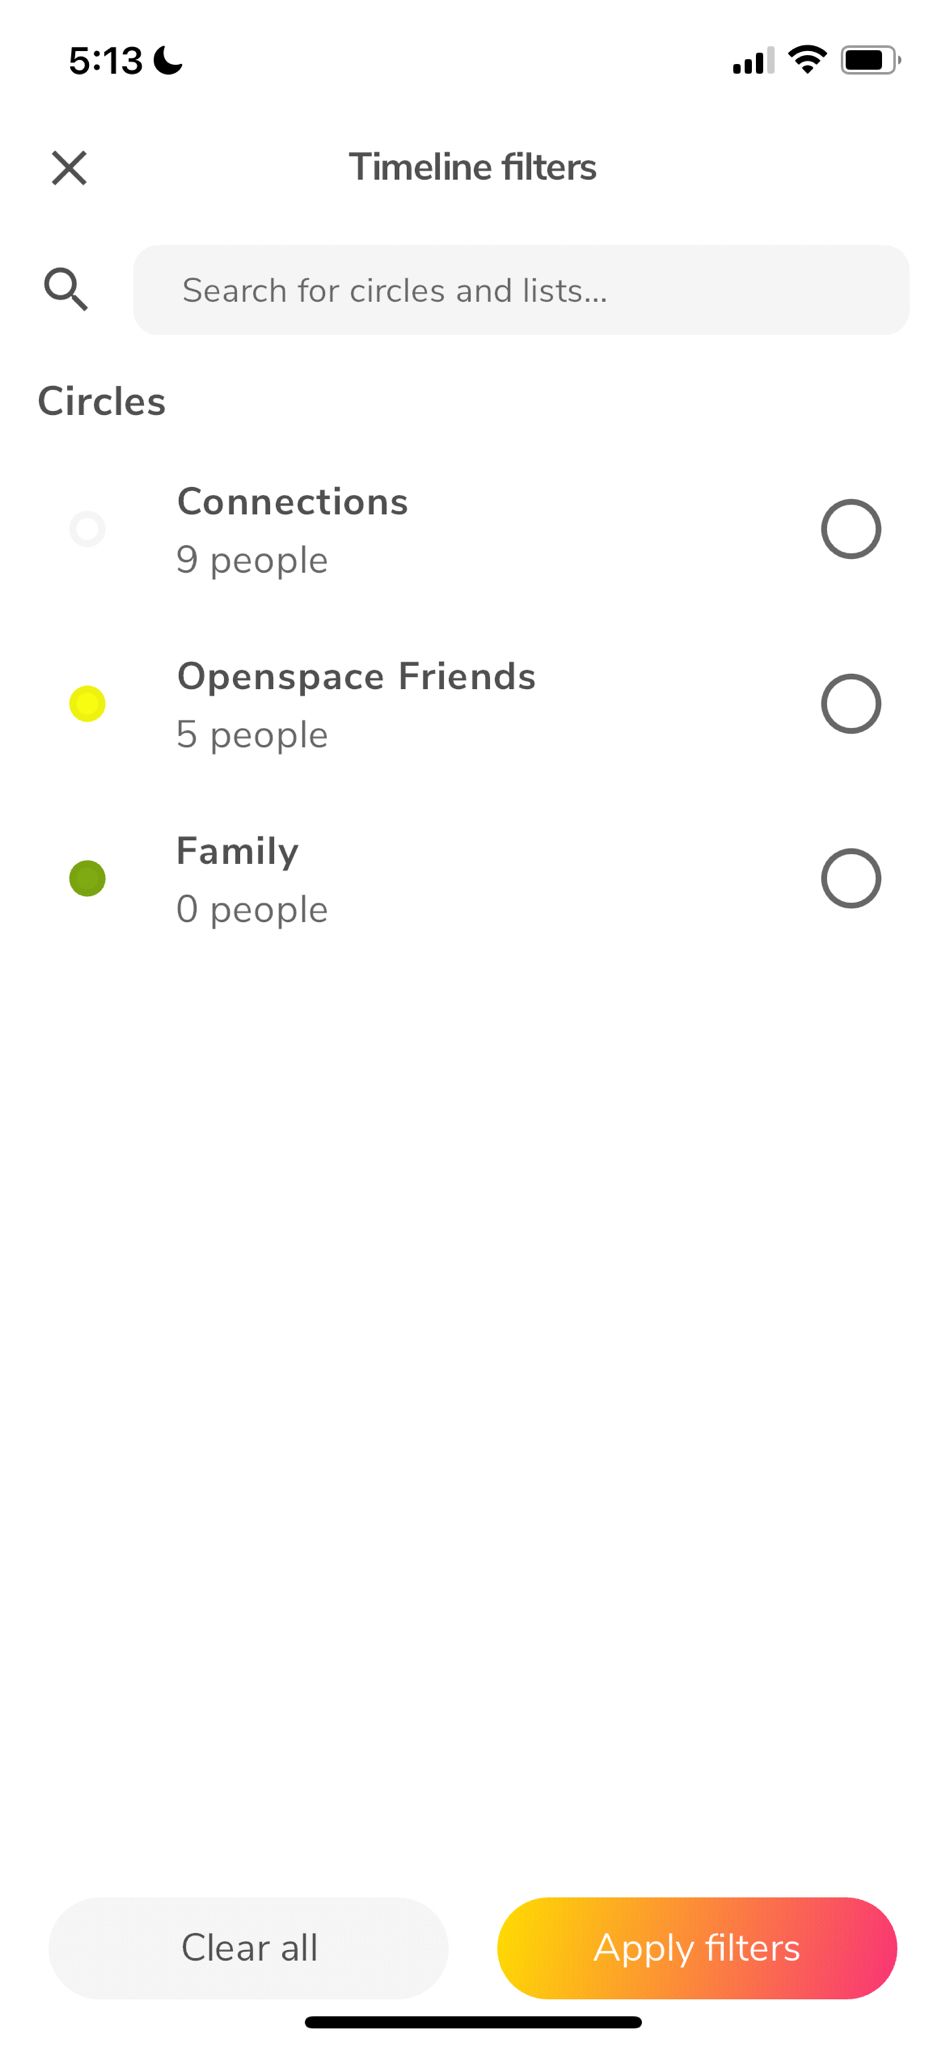 5:13
Timeline filters
Search for circles and lists...
Circles
Connections
9 people
Openspace Friends
5 people
Family
0 people
Clear all
Apply filters